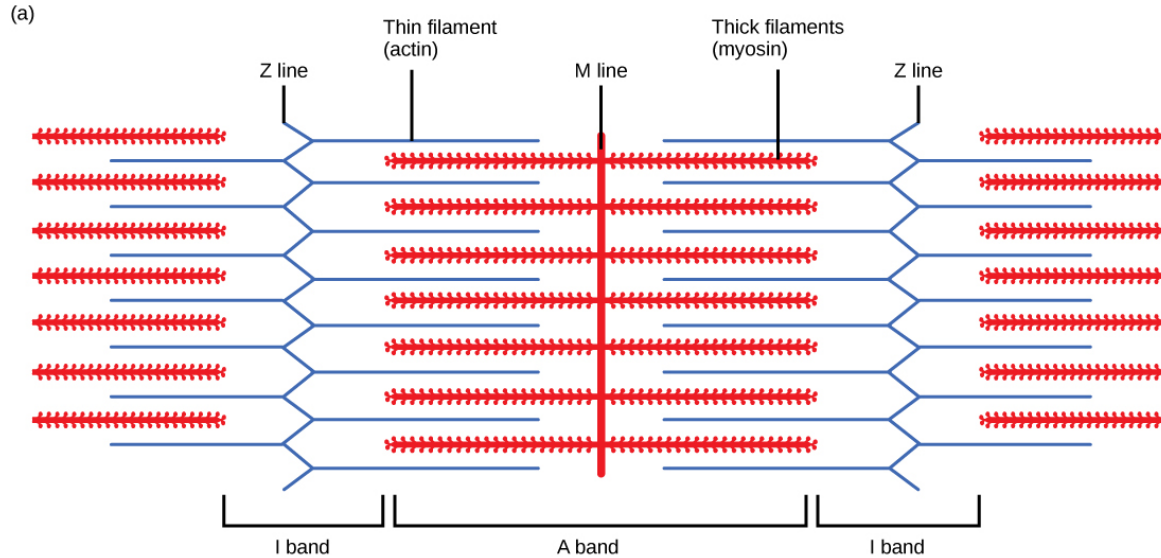 (a)
Thin filament
(actin)
Thick filaments
(myosin)
Z line
M line
Z line
I band
A band
I band